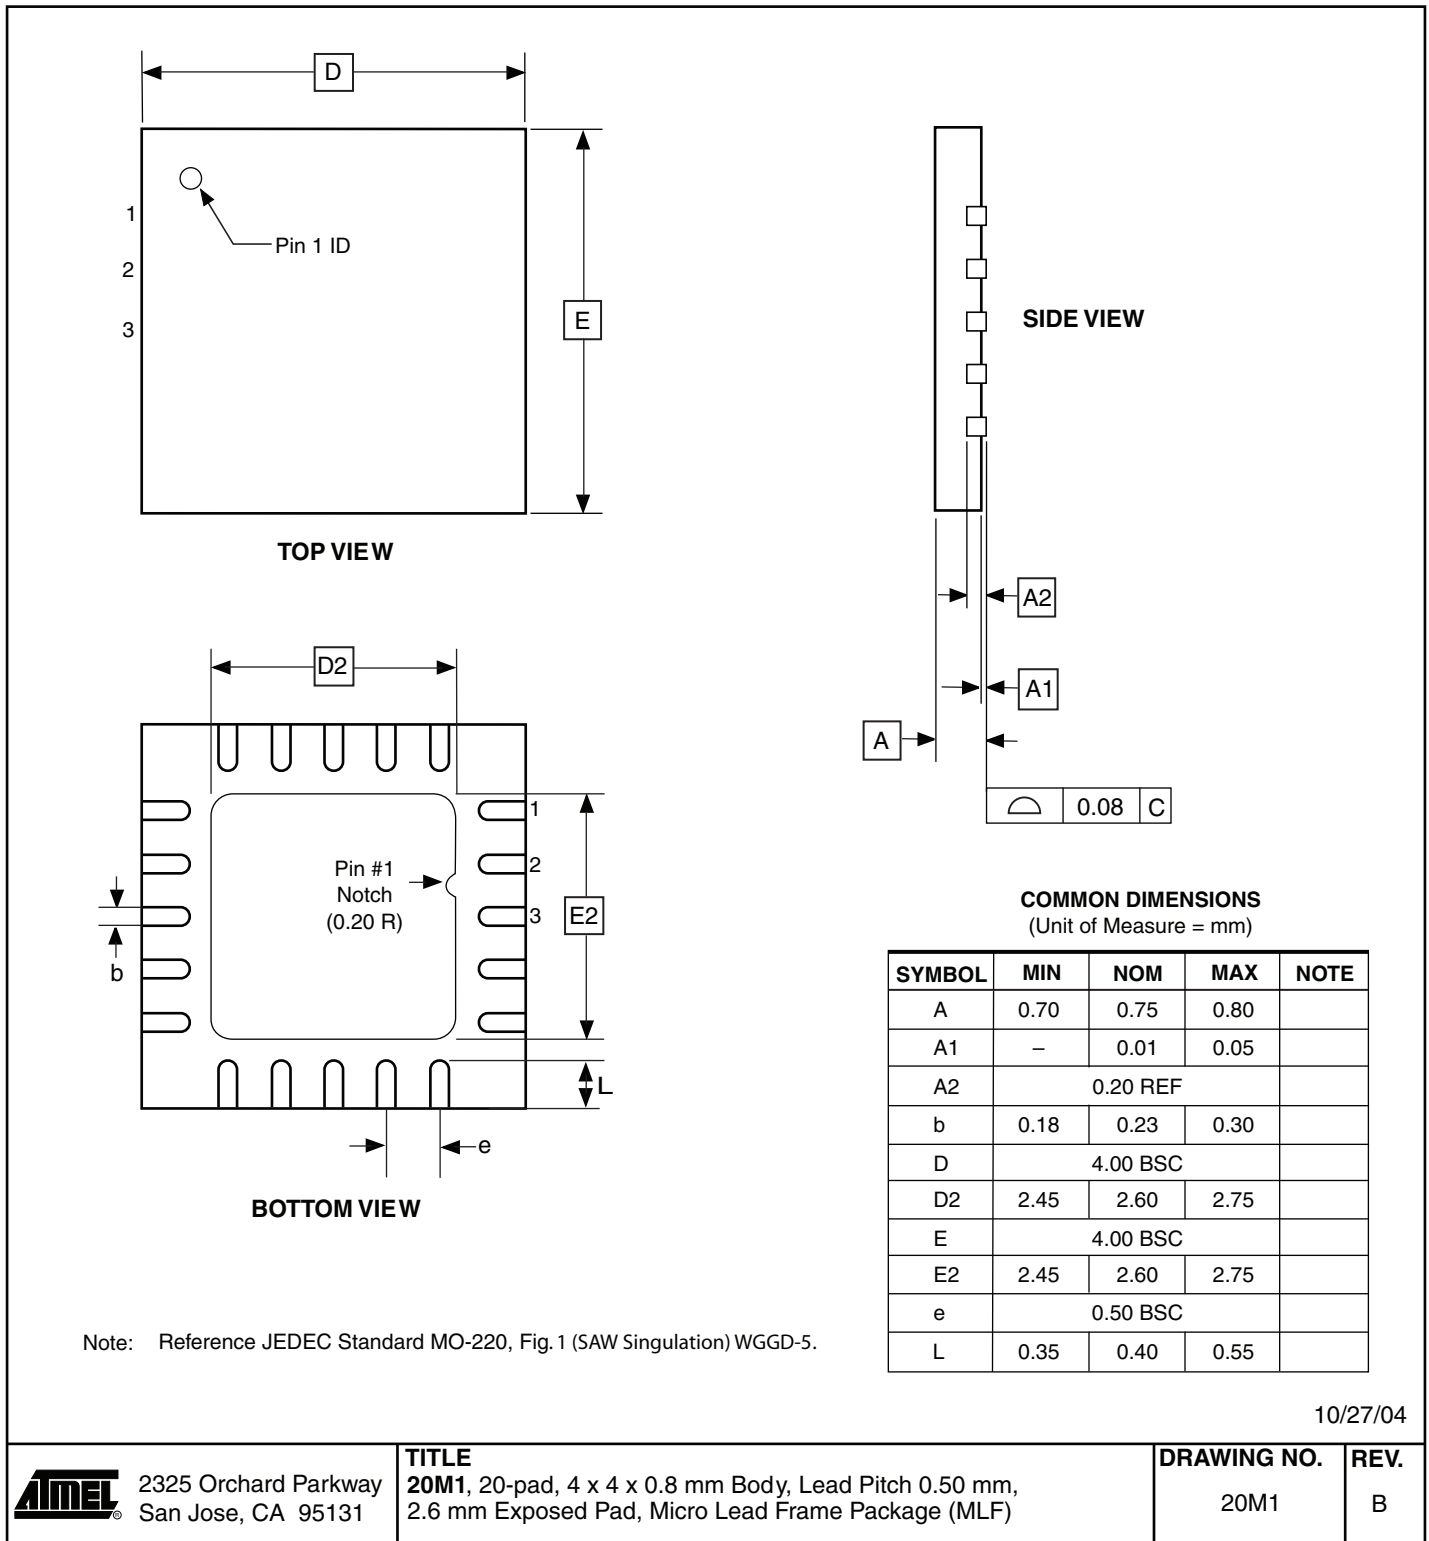 D
1
2
3
Pin 1 ID
E
TOP VIEW
SIDE VIEW
A2
A1
A
0.08 C
D2
1
2
3
Pin #1
Notch
(0.20 R)
E2
b
L
e
BOTTOM VIEW
COMMON DIMENSIONS
(Unit of Measure = mm)
SYMBOL MIN NOM MAX NOTE
A 0.70 0.75 0.80
A1 – 0.01 0.05
A2 0.20 REF
b 0.18 0.23 0.30
D 4.00 BSC
D2 2.45 2.60 2.75
E 4.00 BSC
E2 2.45 2.60 2.75
e 0.50 BSC
L 0.35 0.40 0.55
Note: Reference JEDEC Standard MO-220, Fig. 1 (SAW Singulation) WGGD-5.
10/27/04
ATMEL ®
2325 Orchard Parkway
San Jose, CA 95131
TITLE
20M1, 20-pad, 4 x 4 x 0.8 mm Body, Lead Pitch 0.50 mm,
2.6 mm Exposed Pad, Micro Lead Frame Package (MLF)
DRAWING NO.
20M1
REV.
B